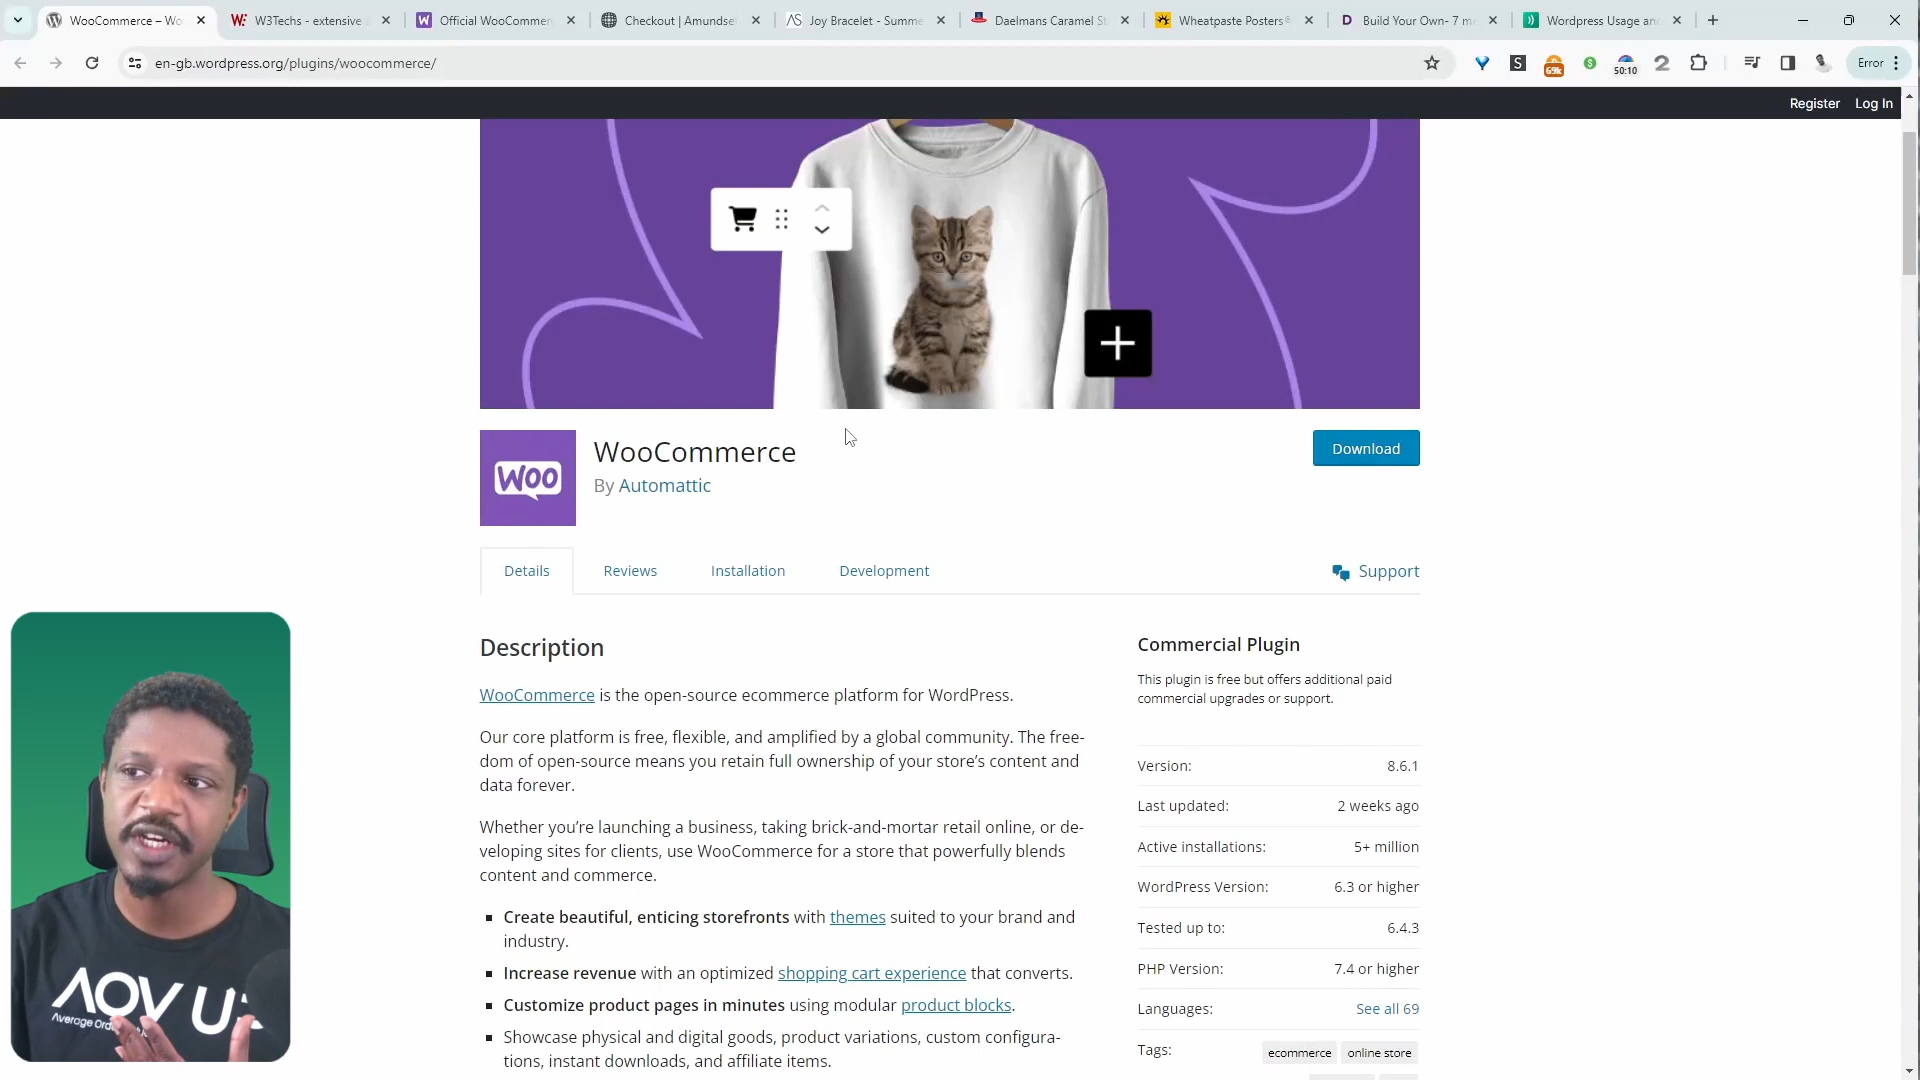 WooCommerce – Wo
W3Techs - extensive
Official WooCommer
Checkout | Amundse
Joy Bracelet - Summe
Daelmans Caramel St
Wheatpaste Posters®
Build Your Own- 7 m
Wordpress Usage an
en-gb.wordpress.org/plugins/woocommerce/
69k
50:10
Error
Register Log In
WOO
WooCommerce
By Automattic
Download
Details Reviews Installation Development Support
Description
WooCommerce is the open-source ecommerce platform for WordPress.
Our core platform is free, flexible, and amplified by a global community. The free-
dom of open-source means you retain full ownership of your store’s content and
data forever.
Whether you’re launching a business, taking brick-and-mortar retail online, or de-
veloping sites for clients, use WooCommerce for a store that powerfully blends
content and commerce.
Create beautiful, enticing storefronts with themes suited to your brand and
industry.
Increase revenue with an optimized shopping cart experience that converts.
Customize product pages in minutes using modular product blocks.
Showcase physical and digital goods, product variations, custom configura-
tions, instant downloads, and affiliate items.
Commercial Plugin
This plugin is free but offers additional paid
commercial upgrades or support.
Version: 8.6.1
Last updated: 2 weeks ago
Active installations: 5+ million
WordPress Version: 6.3 or higher
Tested up to: 6.4.3
PHP Version: 7.4 or higher
Languages: See all 69
Tags: ecommerce online store
AOV U
Average Ord